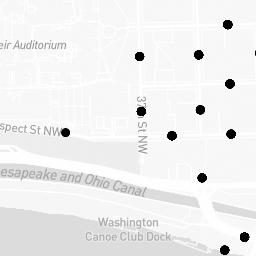 eir Auditorium
37th St NW
spect St NW
esapeake and Ohio Canal
Washington
Canoe Club Dock